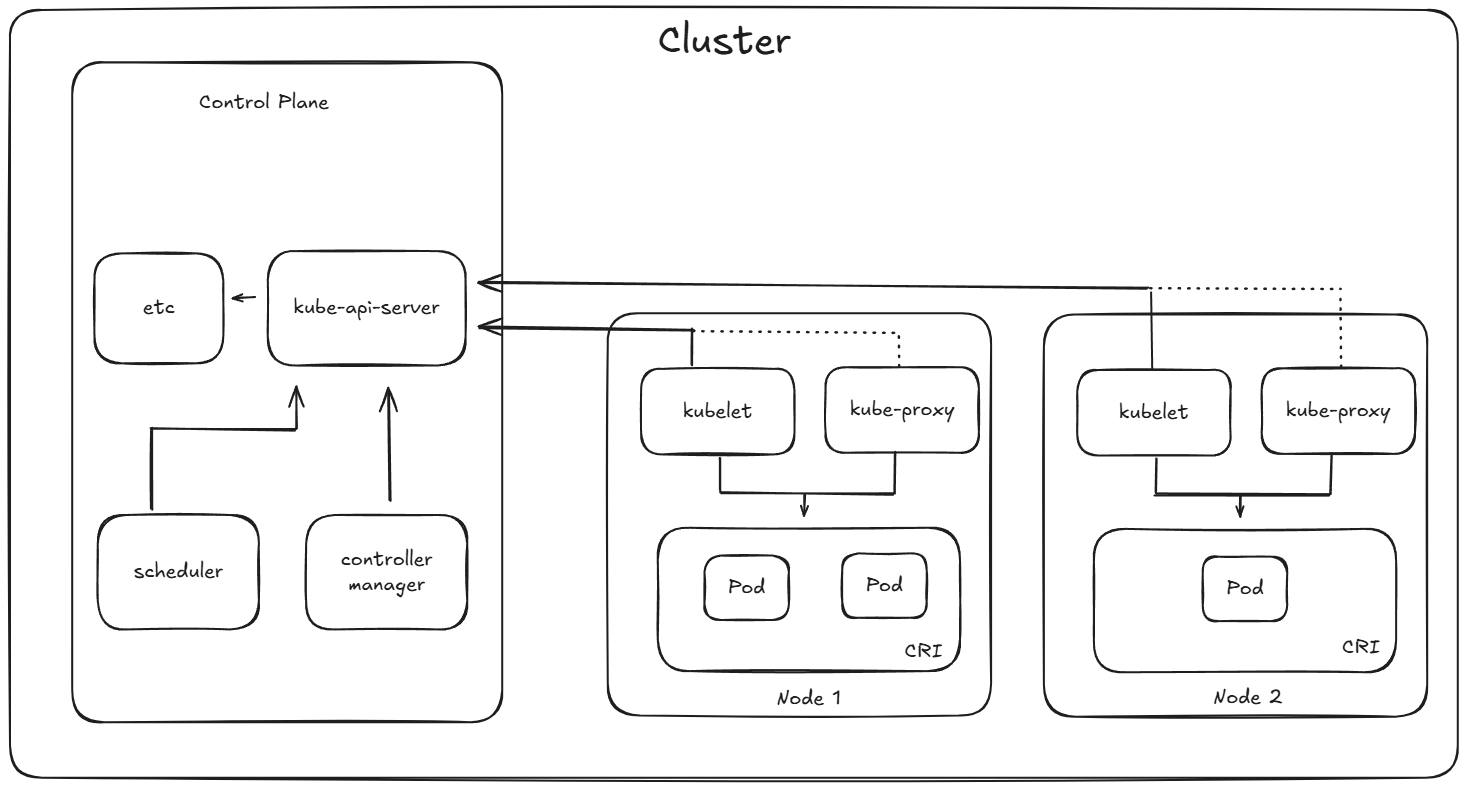 Cluster
Control Plane
etc
kube-api-server
scheduler
controller
manager
kubelet
kube-proxy
Pod
Pod
CRI
Node 1
kubelet
kube-proxy
Pod
CRI
Node 2